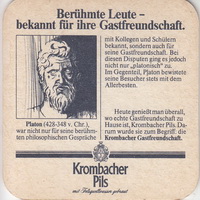 Berühmte Leute -
bekannt für ihre Gastfreundschaft.
mit Kollegen und Schülern
bekannt, sondern auch für
seine Gastfreundschaft. Bei
diesen Disputen ging es jedoch
nicht nur „platonisch" zu.
Im Gegenteil, Platon bewirtete
seine Besucher stets mit dem
Allerbesten.
Platon (428-348 v. Chr.),
war nicht nur für seine berühm-
ten philosophischen Gespräche
Heute genießt man überall,
wo echte Gastfreundschaft zu
Hause ist, Krombacher Pils. Da-
rum wurde sie zum Begriff: die
Krombacher Gastfreundschaft.
Krombacher
Pils
mit Felsquellwasser gebraut